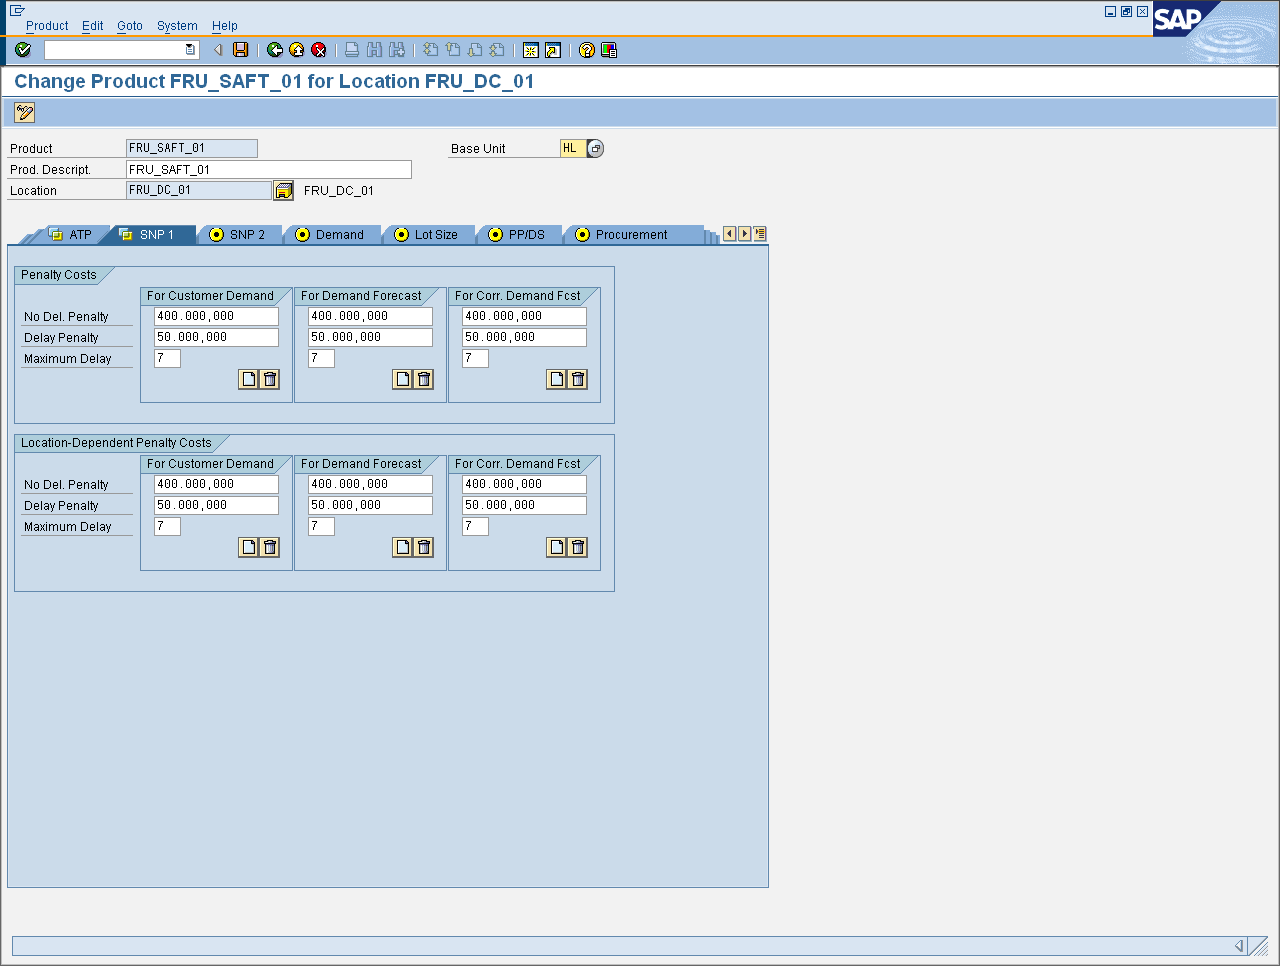 Product Edit Goto System Help
SAP
Change Product FRU_SAFT_01 for Location FRU_DC_01
Product FRU_SAFT_01 Base Unit HL
Prod. Descript. FRU_SAFT_01
Location FRU_DC_01 FRU_DC_01
ATP SNP 1 SNP 2 Demand Lot Size PP/DS Procurement
Penalty Costs
For Customer Demand For Demand Forecast For Corr. Demand Fcst
No Del. Penalty 400.000,000 400.000,000 400.000,000
Delay Penalty 50.000,000 50.000,000 50.000,000
Maximum Delay 7 7 7
Location-Dependent Penalty Costs
For Customer Demand For Demand Forecast For Corr. Demand Fcst
No Del. Penalty 400.000,000 400.000,000 400.000,000
Delay Penalty 50.000,000 50.000,000 50.000,000
Maximum Delay 7 7 7